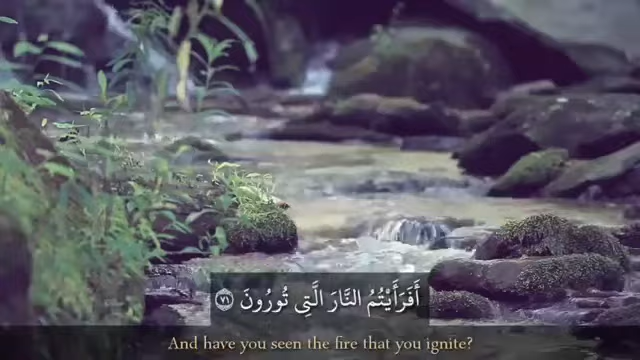 أَفَرَأَيْتُمُ النَّارَ الَّتِي تُورُونَ ﴿٧١﴾
And have you seen the fire that you ignite?